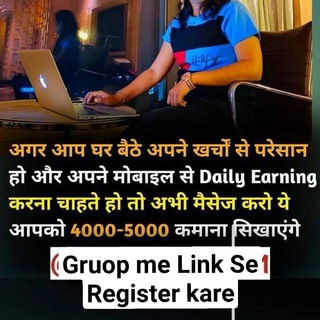 अगर आप घर बैठे अपने खर्चों से परेसान
हो और अपने मोबाइल से Daily Earning
करना चाहते हो तो अभी मैसेज करो ये
आपको 4000-5000 कमाना सिखाएंगे
Gruop me Link Se
Register kare